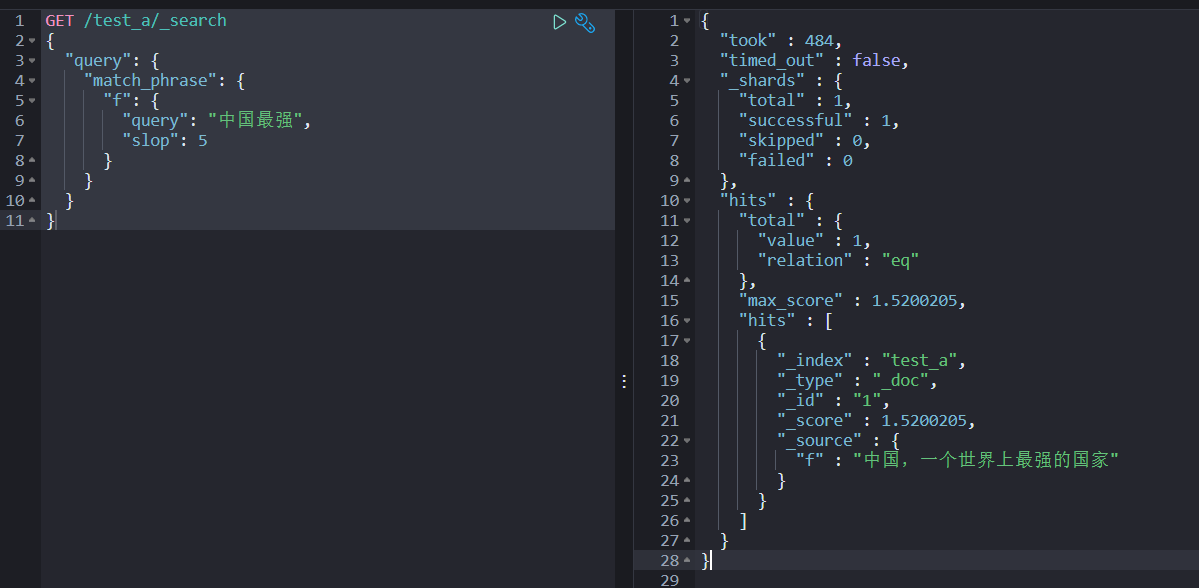 1 GET /test_a/_search
2 {
3 "query": {
4 "match_phrase": {
5 "f": {
6 "query": "中国最强",
7 "slop": 5
8 }
9 }
10 }
11 }
1 {
2 "took" : 484,
3 "timed_out" : false,
4 "_shards" : {
5 "total" : 1,
6 "successful" : 1,
7 "skipped" : 0,
8 "failed" : 0
9 },
10 "hits" : {
11 "total" : {
12 "value" : 1,
13 "relation" : "eq"
14 },
15 "max_score" : 1.5200205,
16 "hits" : [
17 {
18 "_index" : "test_a",
19 "_type" : "_doc",
20 "_id" : "1",
21 "_score" : 1.5200205,
22 "_source" : {
23 "f" : "中国，一个世界上最强的国家"
24 }
25 }
26 ]
27 }
28 }
29